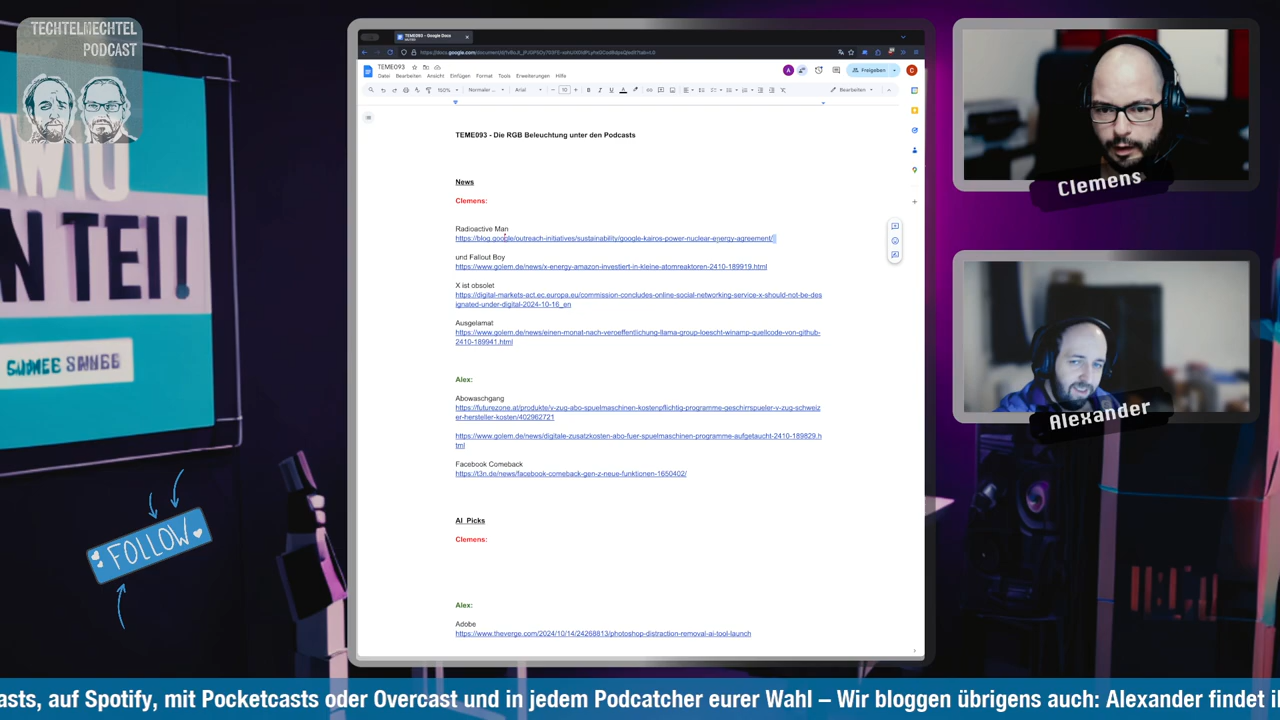 TECHTELMECHTEL
PODCAST
TEME093 - Google Docs
TEME093
Datei Bearbeiten Ansicht Einfügen Format Tools Erweiterungen Hilfe
A
Freigeben
C
150%
Normaler ...
Arial
10
Bearbeiten
TEME093 - Die RGB Beleuchtung unter den Podcasts
News
Clemens:
Radioactive Man
https://blog.google/outreach-initiatives/sustainability/google-kairos-power-nuclear-energy-agreement/
und Fallout Boy
https://www.golem.de/news/x-energy-amazon-investiert-in-kleine-atomreaktoren-2410-189919.html
X ist obsolet
https://digital-markets-act.ec.europa.eu/commission-concludes-online-social-networking-service-x-should-not-be-des
ignated-under-digital-2024-10-16_en
Ausgelamat
https://www.golem.de/news/einen-monat-nach-veroeffentlichung-llama-group-loescht-winamp-quellcode-von-github-
2410-189941.html
Alex:
Abowaschgang
https://futurezone.at/produkte/v-zug-abo-spuelmaschinen-kostenpflichtig-programme-geschirrspueler-v-zug-schweiz
er-hersteller-kosten/402962721
https://www.golem.de/news/digitale-zusatzkosten-abo-fuer-spuelmaschinen-programme-aufgetaucht-2410-189829.h
tml
Facebook Comeback
https://t3n.de/news/facebook-comeback-gen-z-neue-funktionen-1650402/
AI Picks
Clemens:
Alex:
Adobe
https://www.theverge.com/2024/10/14/24268813/photoshop-distraction-removal-ai-tool-launch
Clemens
Alexander
FOLLOW
asts, auf Spotify, mit Pocketcasts oder Overcast und in jedem Podcatcher eurer Wahl – Wir bloggen übrigens auch: Alexander findet i